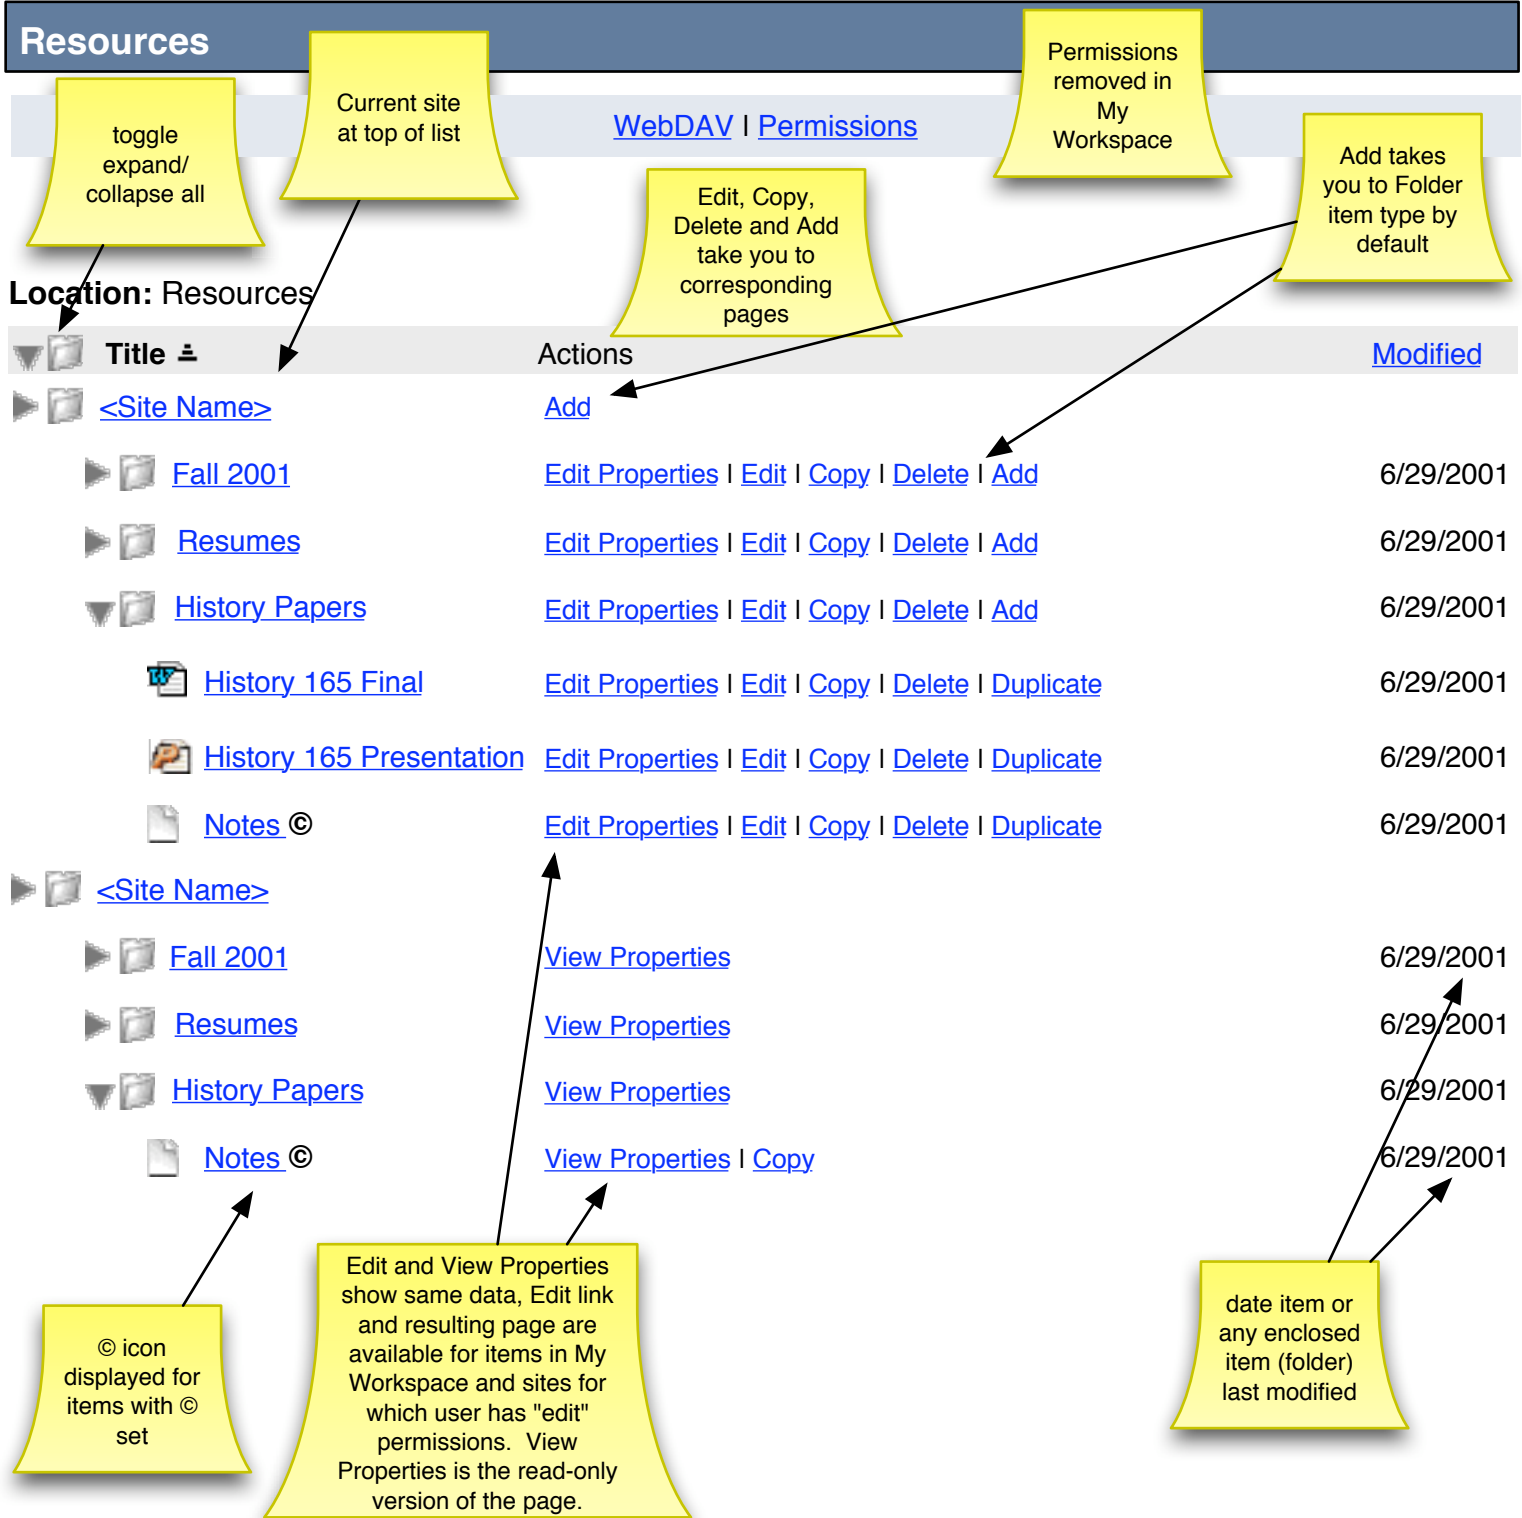 Resources
Permissions
removed in
My
Workspace
Current site
at top of list
toggle
expand/
collapse all
WebDAV | Permissions
Add takes
you to Folder
item type by
default
Edit, Copy,
Delete and Add
take you to
corresponding
pages
Location: Resources
Title Actions Modified
<Site Name> Add
Fall 2001 Edit Properties | Edit | Copy | Delete | Add 6/29/2001
Resumes Edit Properties | Edit | Copy | Delete | Add 6/29/2001
History Papers Edit Properties | Edit | Copy | Delete | Add 6/29/2001
History 165 Final Edit Properties | Edit | Copy | Delete | Duplicate 6/29/2001
History 165 Presentation Edit Properties | Edit | Copy | Delete | Duplicate 6/29/2001
Notes © Edit Properties | Edit | Copy | Delete | Duplicate 6/29/2001
<Site Name>
Fall 2001 View Properties 6/29/2001
Resumes View Properties 6/29/2001
History Papers View Properties 6/29/2001
Notes © View Properties | Copy 6/29/2001
© icon
displayed for
items with ©
set
Edit and View Properties
show same data, Edit link
and resulting page are
available for items in My
Workspace and sites for
which user has "edit"
permissions.  View
Properties is the read-only
version of the page.
date item or
any enclosed
item (folder)
last modified